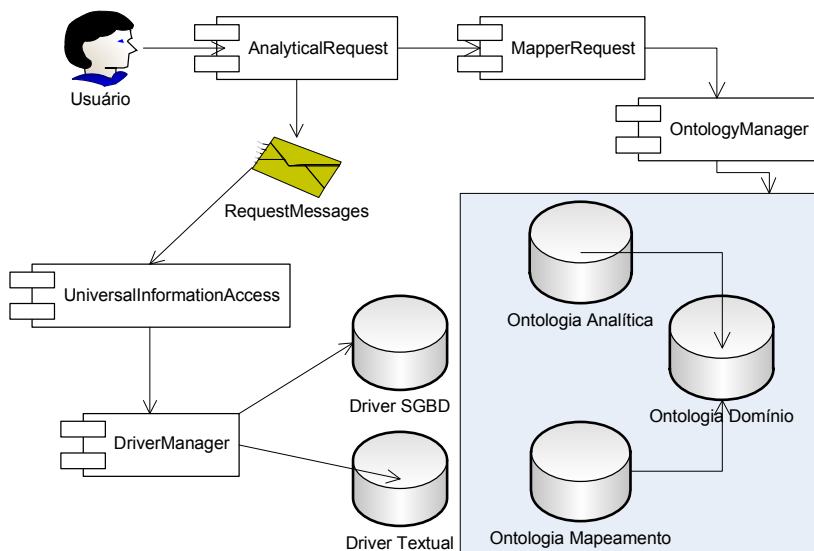 AnalyticalRequest
MapperRequest
Usuário
OntologyManager
RequestMessages
UniversalInformationAccess
Ontologia Analítica
Driver SGBD
Ontologia Domínio
DriverManager
Driver Textual
Ontologia Mapeamento